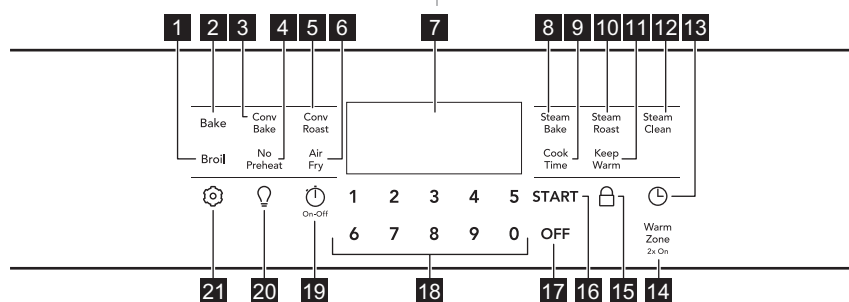 1 2 3 4 5 6 7 8 9 10 11 12 13
Bake
Conv
Bake
Conv
Roast
Steam
Bake
Steam
Roast
Steam
Clean
Broil
No
Preheat
Air
Fry
Cook
Time
Keep
Warm
On-Off
1 2 3 4 5 START
6 7 8 9 0 OFF
Warm
Zone
2x On
21 20 19 18 17 16 15 14